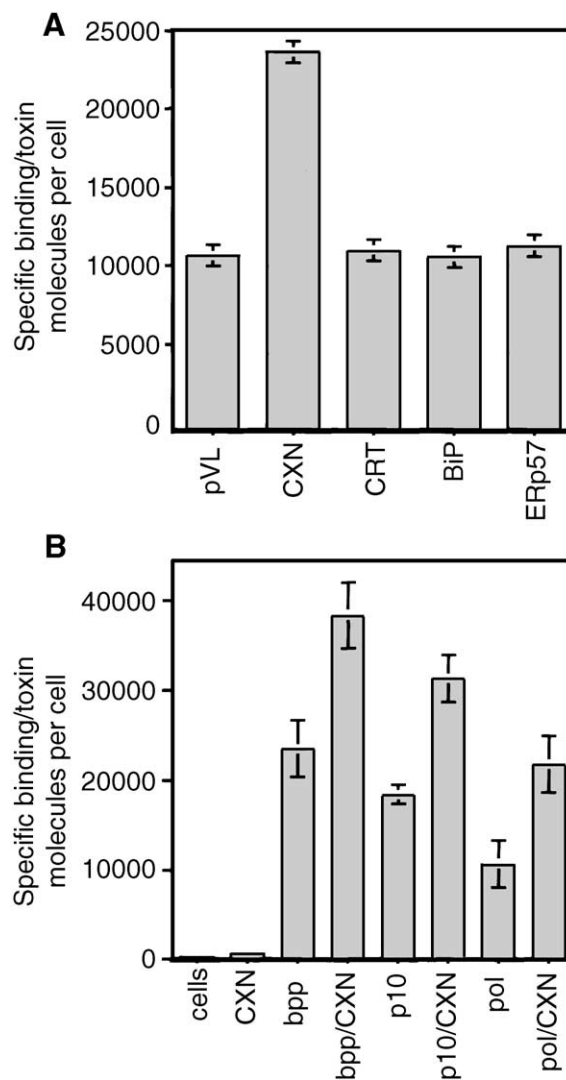 A
Specific binding/toxin
molecules per cell
25000
20000
15000
10000
5000
0
pVL
CXN
CRT
BiP
ERp57
B
Specific binding/toxin
molecules per cell
40000
30000
20000
10000
0
cells
CXN
bpp
bpp/CXN
p10
p10/CXN
pol
pol/CXN